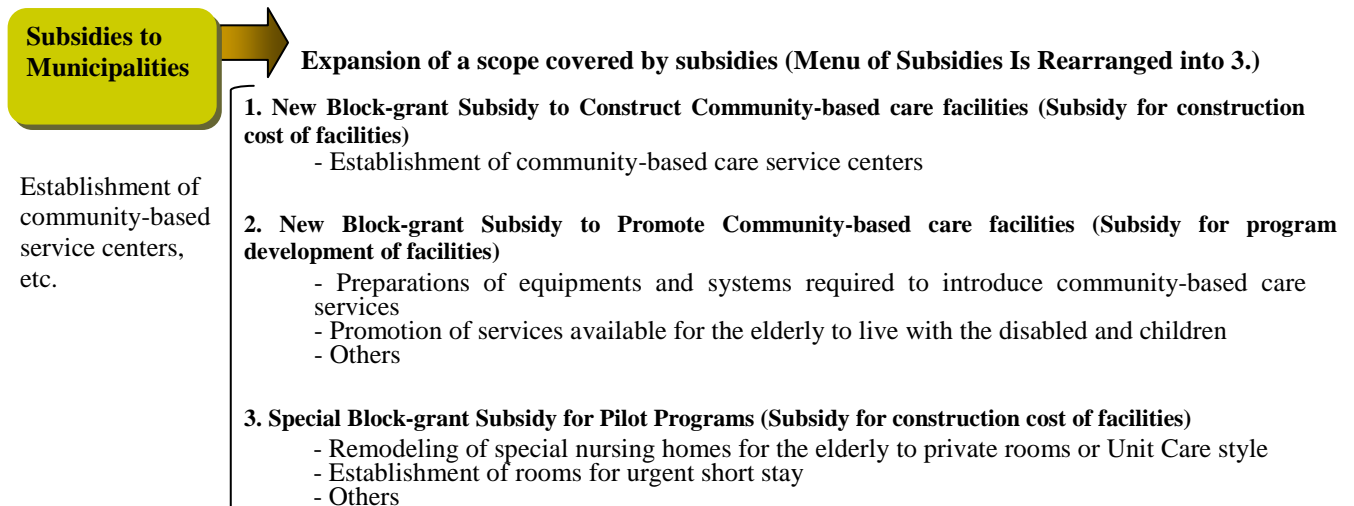 Subsidies to
Municipalities
Expansion of a scope covered by subsidies (Menu of Subsidies Is Rearranged into 3.)
Establishment of
community-based
service centers,
etc.
1. New Block-grant Subsidy to Construct Community-based care facilities (Subsidy for construction
cost of facilities)
- Establishment of community-based care service centers
2. New Block-grant Subsidy to Promote Community-based care facilities (Subsidy for program
development of facilities)
- Preparations of equipments and systems required to introduce community-based care
services
- Promotion of services available for the elderly to live with the disabled and children
- Others
3. Special Block-grant Subsidy for Pilot Programs (Subsidy for construction cost of facilities)
- Remodeling of special nursing homes for the elderly to private rooms or Unit Care style
- Establishment of rooms for urgent short stay
- Others